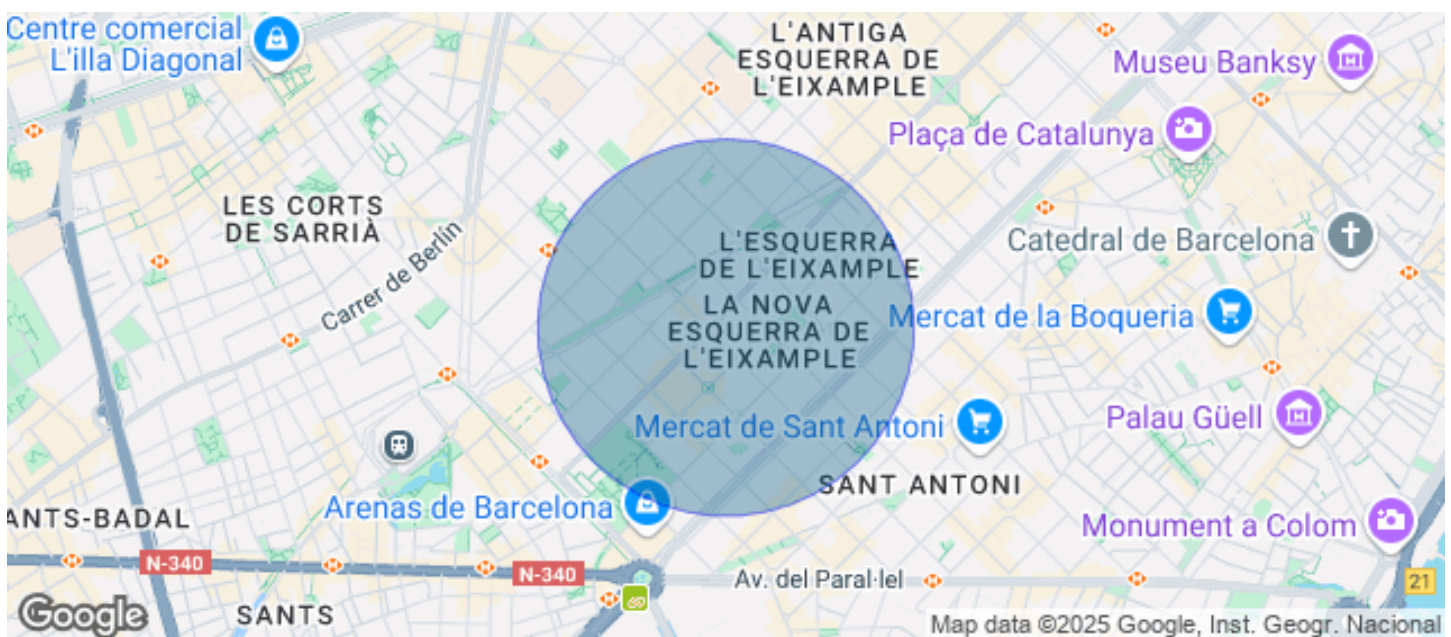 Centre comercial
L'illa Diagonal
L'ANTIGA
ESQUERRA DE
L'EIXAMPLE
Museu Banksy
Plaça de Catalunya
LES CORTS
DE SARRIÀ
Carrer de Berlín
L'ESQUERRA
DE L'EIXAMPLE
Catedral de Barcelona
LA NOVA
ESQUERRA DE
L'EIXAMPLE
Mercat de la Boqueria
Mercat de Sant Antoni
Palau Güell
SANT ANTONI
Arenas de Barcelona
ANTS-BADAL
Monument a Colom
N-340
N-340
Av. del Paral·lel
21
Google
SANTS
Map data ©2025 Google, Inst. Geogr. Nacional